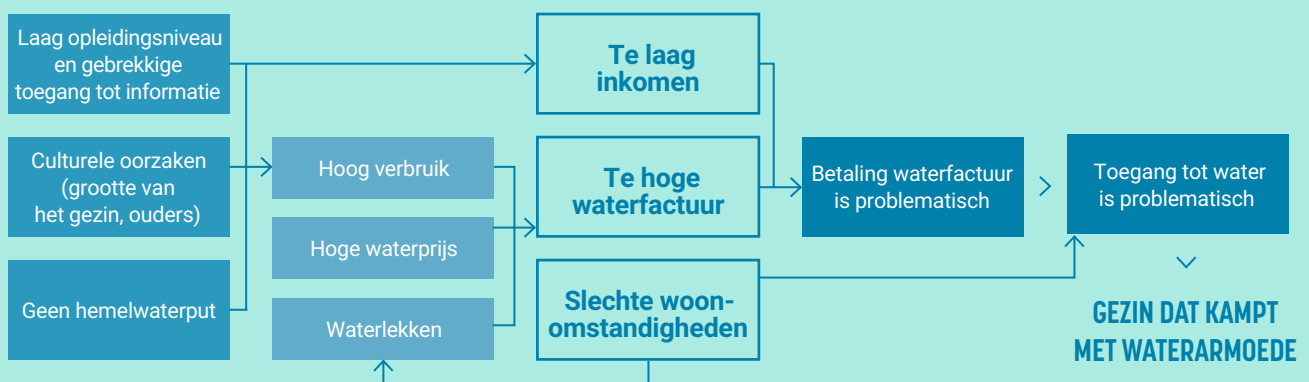 Laag opleidingsniveau
en gebrekkige
toegang tot informatie
Culturele oorzaken
(grootte van
het gezin, ouders)
Geen hemelwaterput
Hoog verbruik
Hoge waterprijs
Waterlekken
Te laag
inkomen
Te hoge
waterfactuur
Slechte woon-
omstandigheden
Betaling waterfactuur
is problematisch
Toegang tot water
is problematisch
GEZIN DAT KAMPT
MET WATERARMOEDE